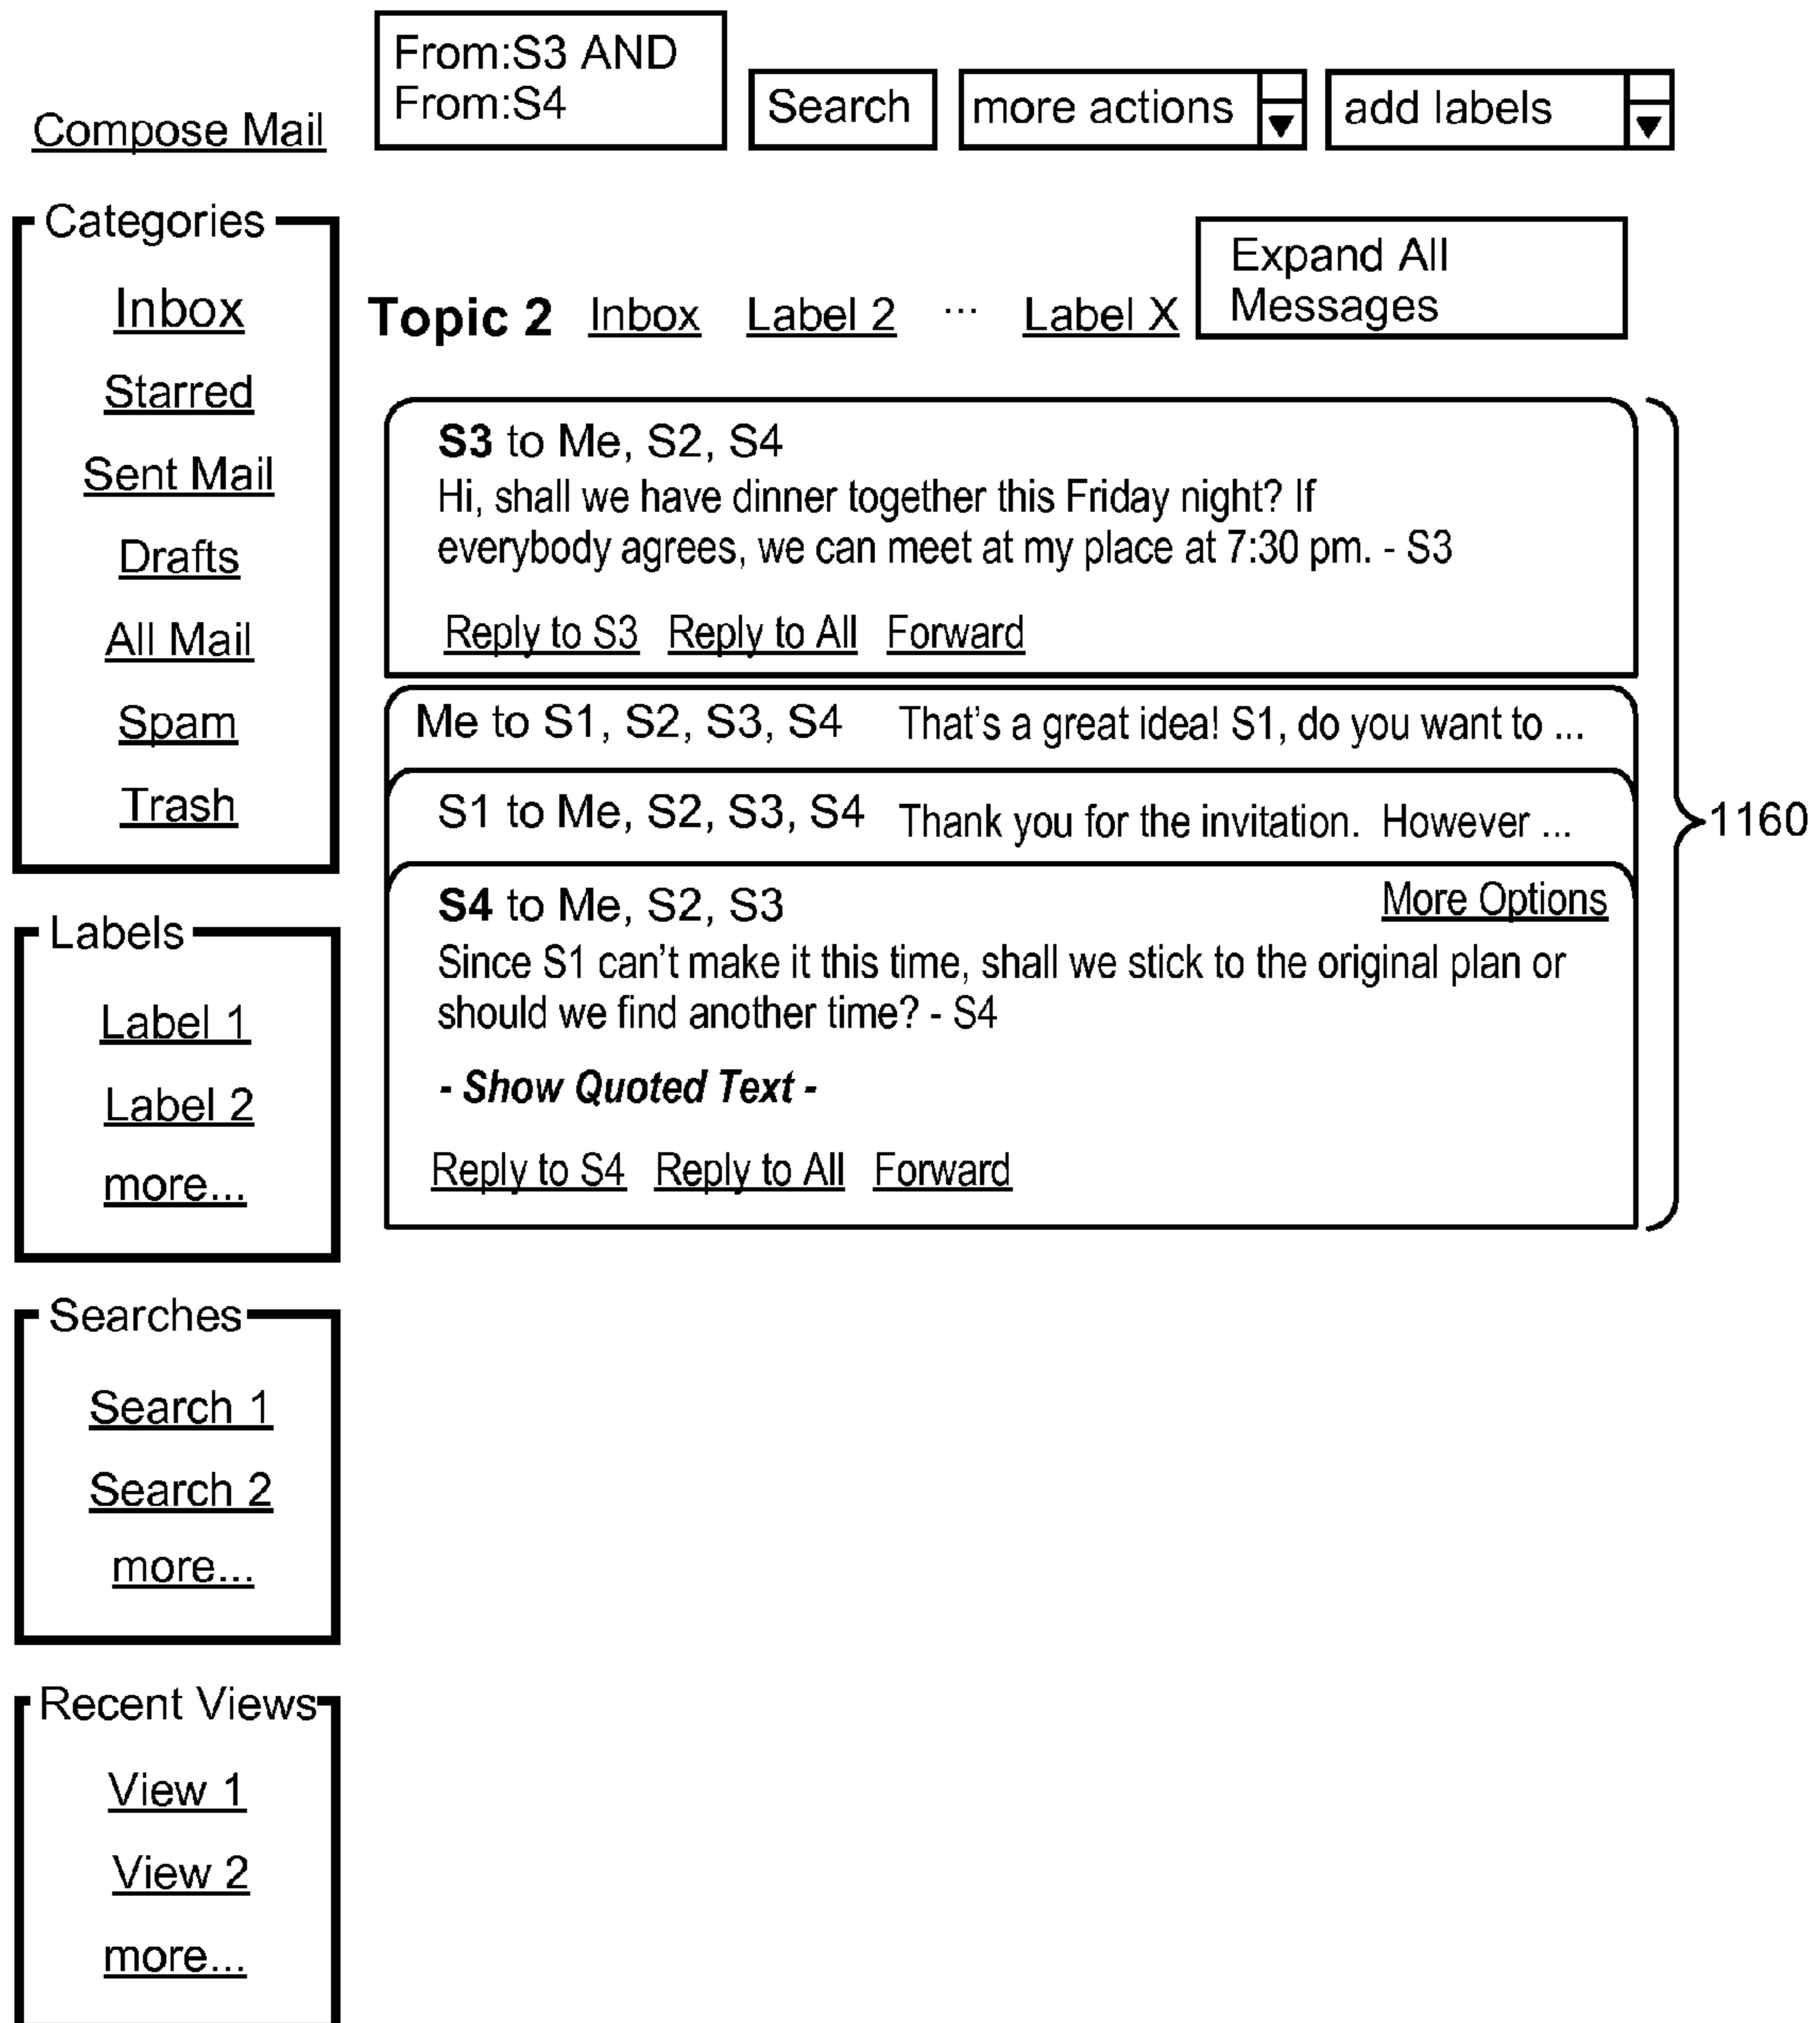 From:S3 AND
From:S4
Search
more actions
add labels
Compose Mail
Categories
Inbox
Starred
Sent Mail
Drafts
All Mail
Spam
Trash
Labels
Label 1
Label 2
more...
Searches
Search 1
Search 2
more...
Recent Views
View 1
View 2
more...
Topic 2 Inbox Label 2 ... Label X
Expand All
Messages
S3 to Me, S2, S4
Hi, shall we have dinner together this Friday night? If
everybody agrees, we can meet at my place at 7:30 pm. - S3
Reply to S3 Reply to All Forward
Me to S1, S2, S3, S4 That's a great idea! S1, do you want to ...
S1 to Me, S2, S3, S4 Thank you for the invitation. However ...
S4 to Me, S2, S3 More Options
Since S1 can't make it this time, shall we stick to the original plan or
should we find another time? - S4
- Show Quoted Text -
Reply to S4 Reply to All Forward
1160